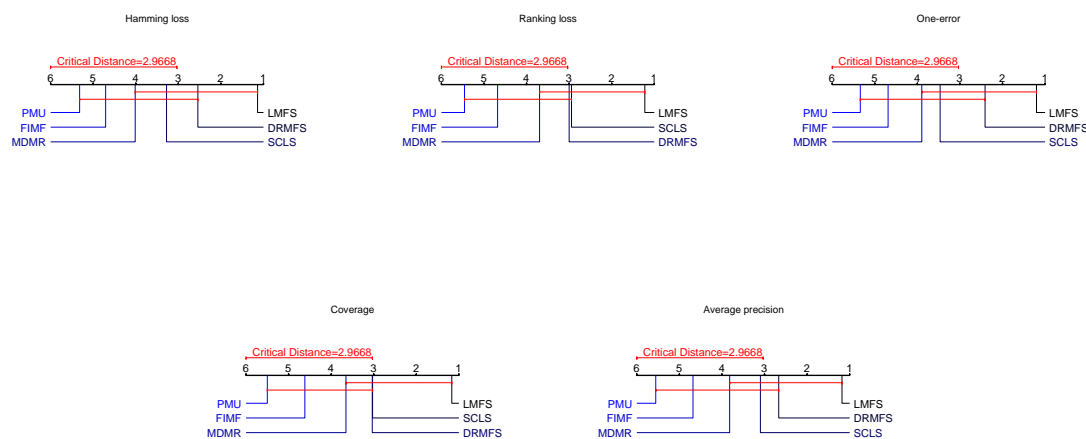 Hamming loss
Critical Distance=2.9668
6 5 4 3 2 1
PMU LMFS
FIMF DRMFS
MDMR SCLS
Ranking loss
Critical Distance=2.9668
6 5 4 3 2 1
PMU LMFS
FIMF SCLS
MDMR DRMFS
One-error
Critical Distance=2.9668
6 5 4 3 2 1
PMU LMFS
FIMF DRMFS
MDMR SCLS
Coverage
Critical Distance=2.9668
6 5 4 3 2 1
PMU LMFS
FIMF SCLS
MDMR DRMFS
Average precision
Critical Distance=2.9668
6 5 4 3 2 1
PMU LMFS
FIMF DRMFS
MDMR SCLS